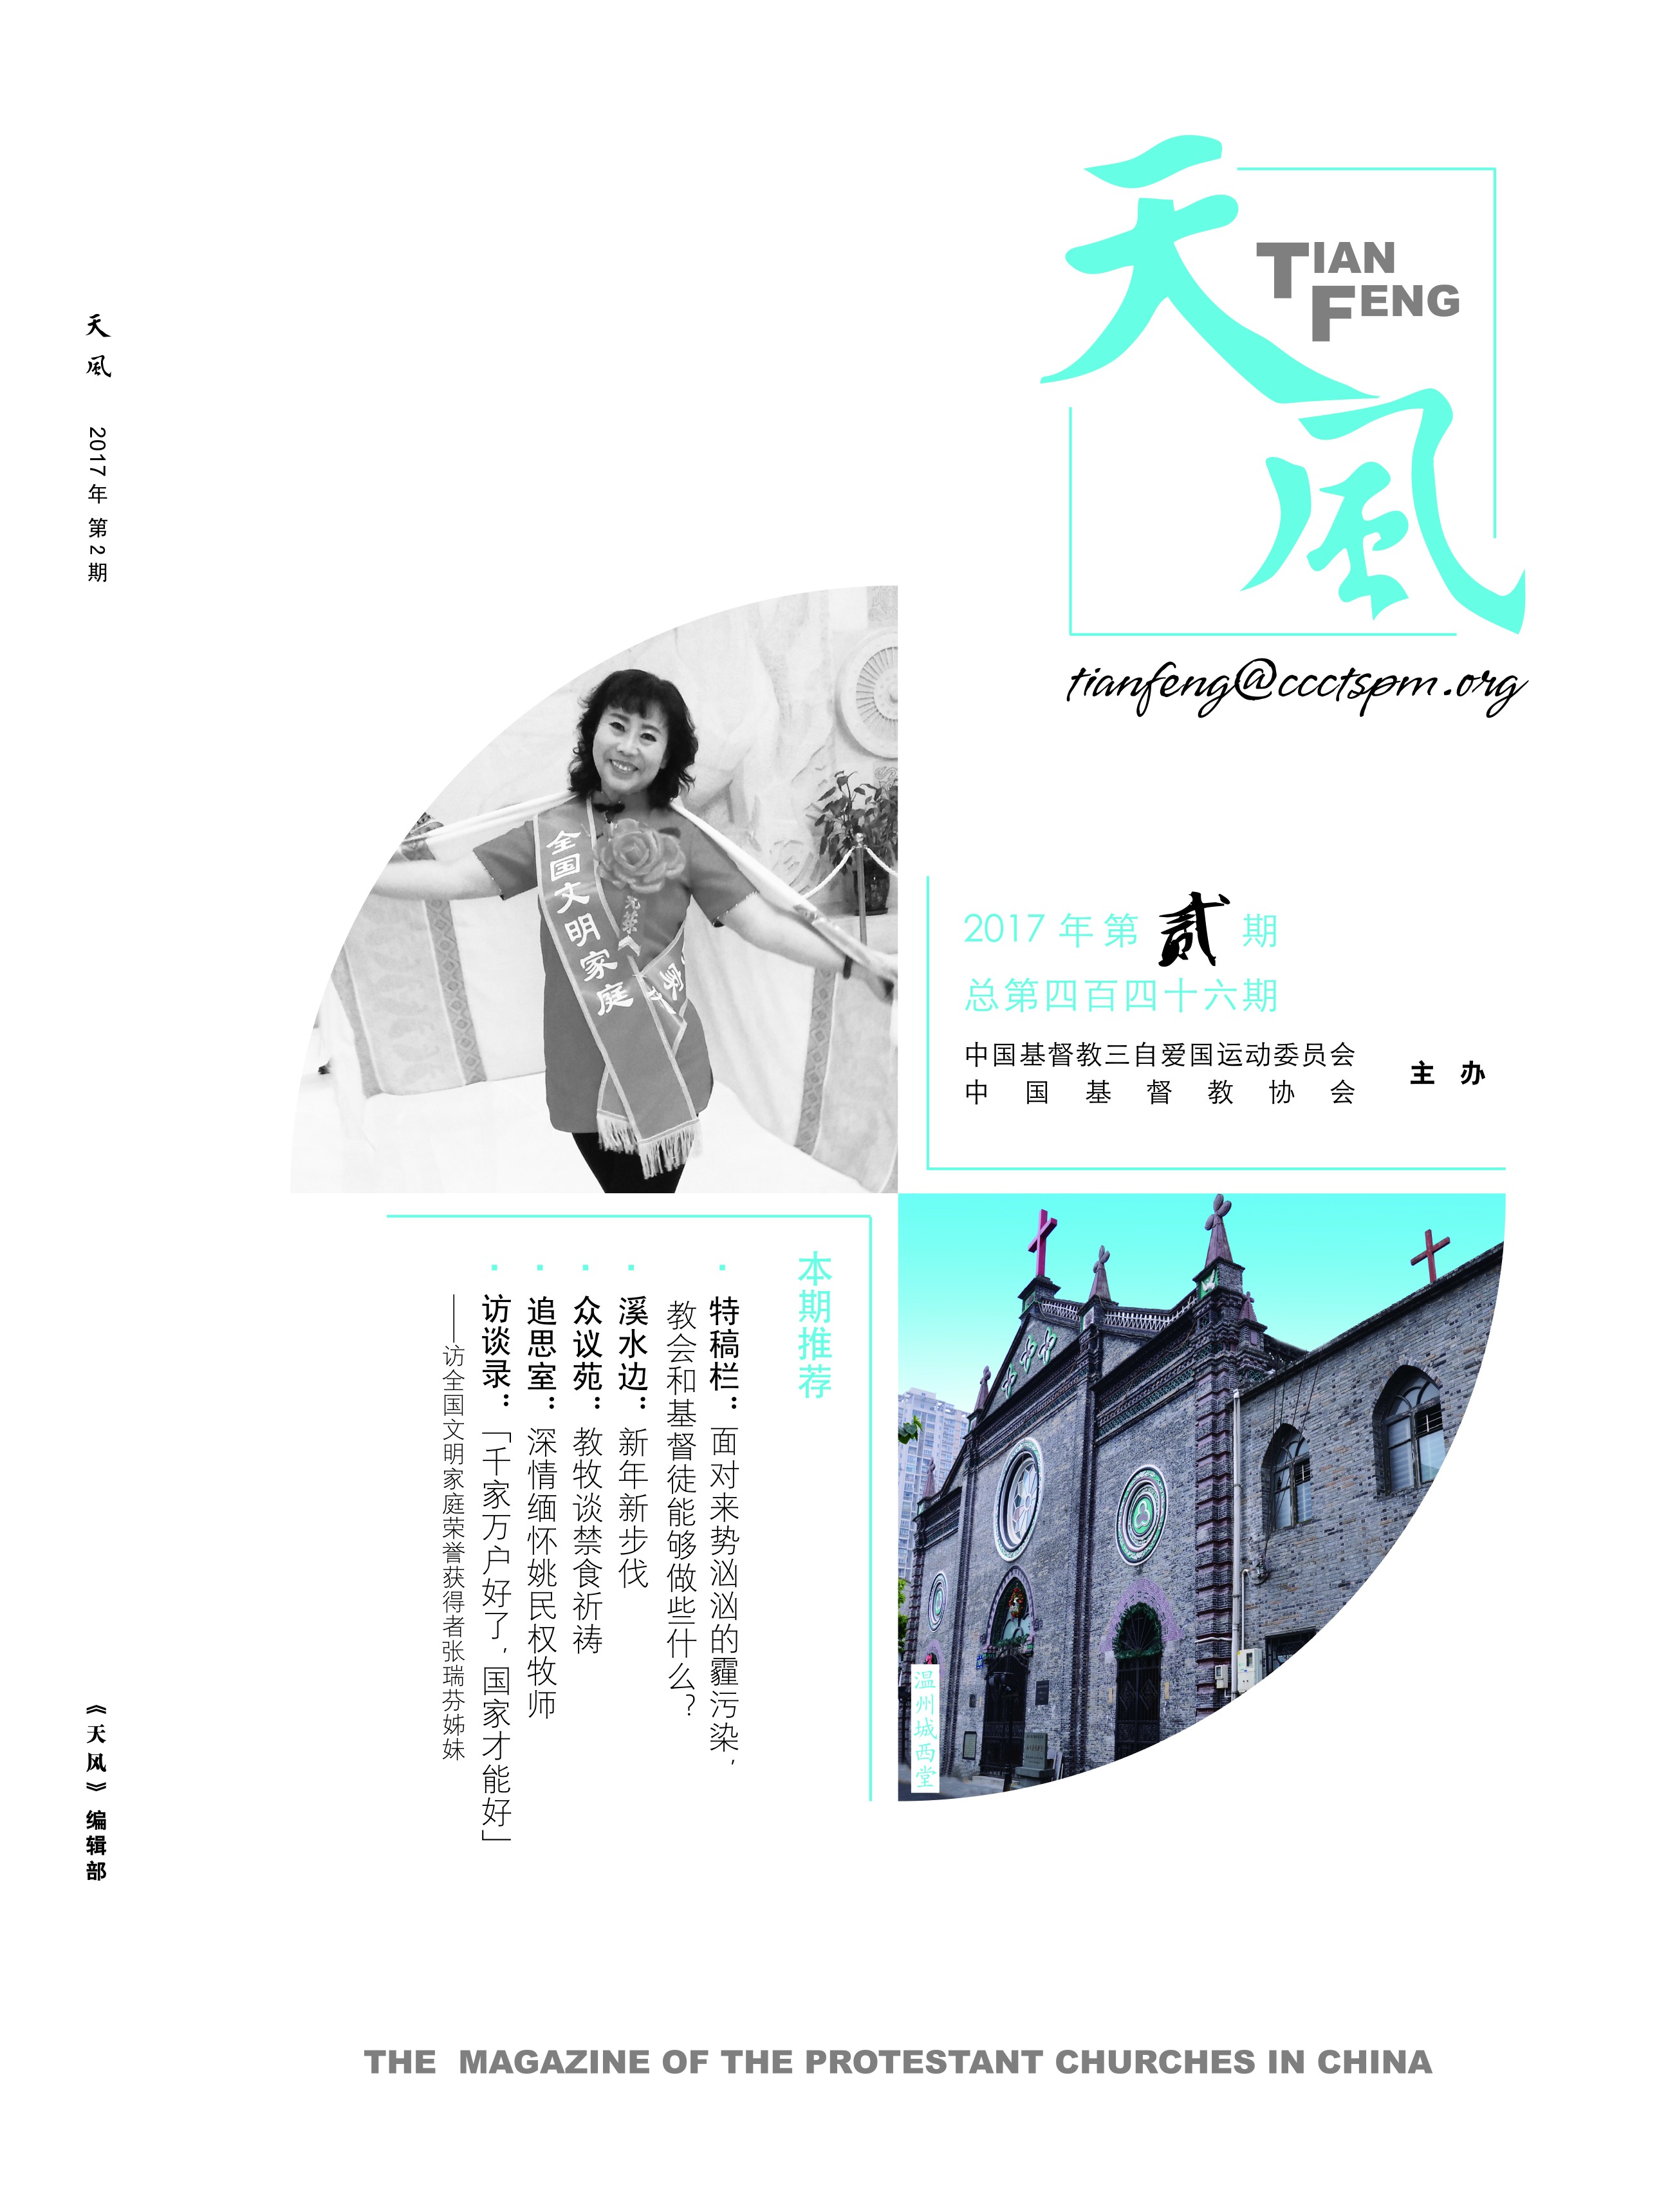 天風
TIAN
FENG
tianfeng@ccctspm.org
天風 2017年第2期
《天风》编辑部
全国文明家庭
光荣
2017年第贰期
总第四百四十六期
中国基督教三自爱国运动委员会
中国基督教协会
主办
本期推荐
· 特稿栏：面对来势汹汹的霾污染，
教会和基督徒能够做些什么？
· 溪水边：新年新步伐
· 众议苑：教牧谈禁食祈祷
· 追思室：深情缅怀姚民权牧师
· 访谈录：「千家万户好了，国家才能好」
——访全国文明家庭荣誉获得者张瑞芬姊妹
温州城西堂
THE MAGAZINE OF THE PROTESTANT CHURCHES IN CHINA